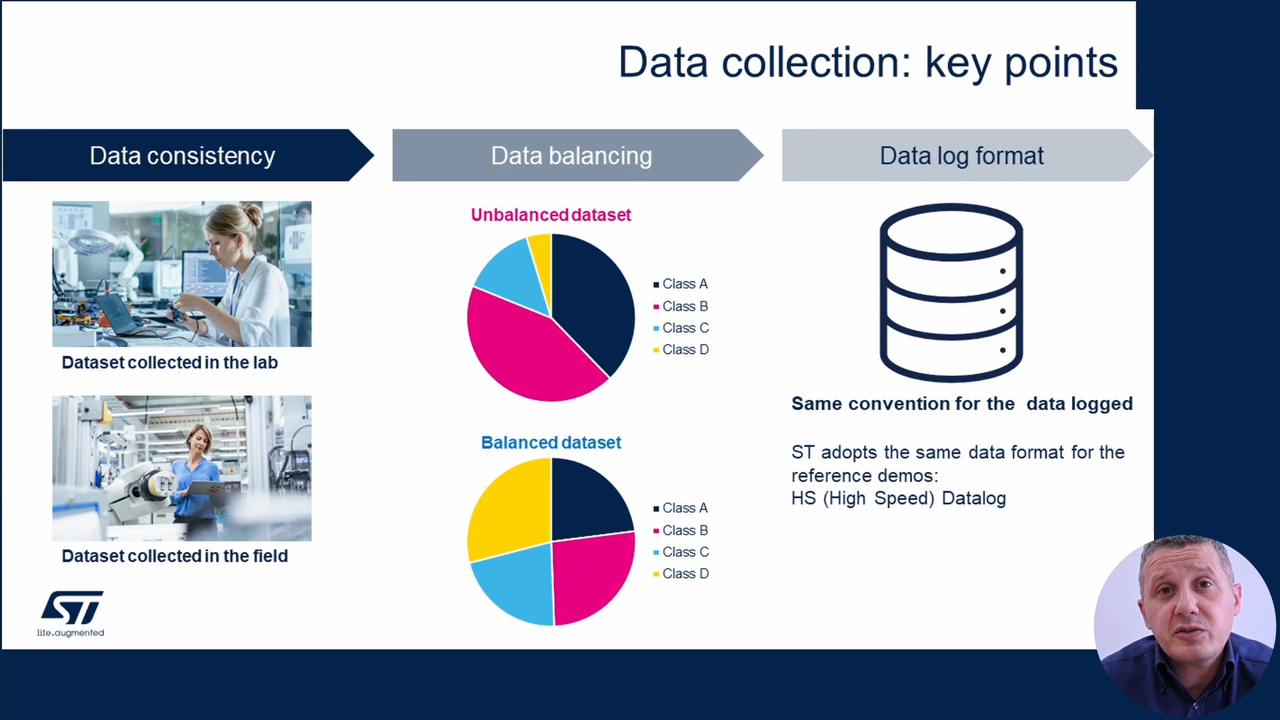 Data collection: key points
Data consistency
Data balancing
Data log format
Dataset collected in the lab
Dataset collected in the field
Unbalanced dataset
Class A
Class B
Class C
Class D
Balanced dataset
Class A
Class B
Class C
Class D
Same convention for the data logged
ST adopts the same data format for the
reference demos:
HS (High Speed) Datalog
ST
life.augmented